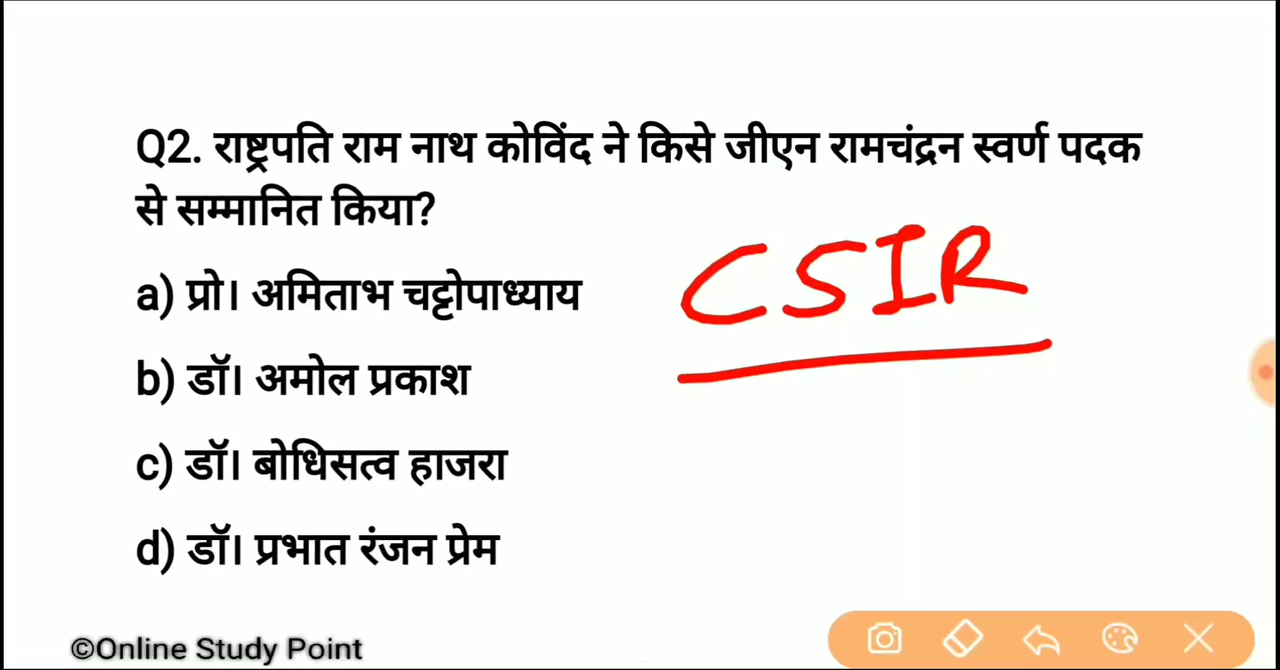 Q2. राष्ट्रपति राम नाथ कोविंद ने किसे जीएन रामचंद्रन स्वर्ण पदक
से सम्मानित किया?
CSIR
a) प्रो। अमिताभ चट्टोपाध्याय
b) डॉ। अमोल प्रकाश
c) डॉ। बोधिसत्व हाजरा
d) डॉ। प्रभात रंजन प्रेम
©Online Study Point